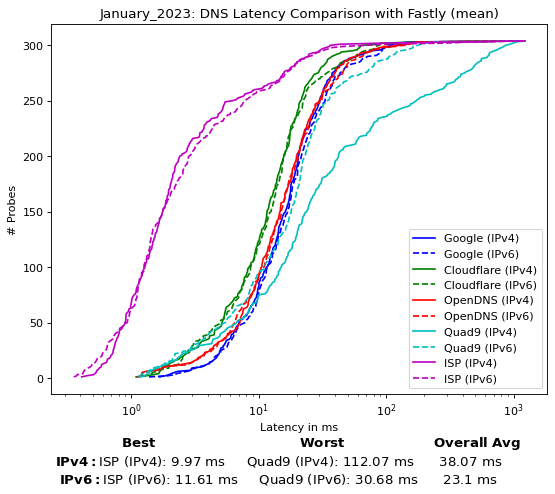 January_2023: DNS Latency Comparison with Fastly (mean)
300
250
200
150
100
50
0
# Probes
Google (IPv4)
Google (IPv6)
Cloudflare (IPv4)
Cloudflare (IPv6)
OpenDNS (IPv4)
OpenDNS (IPv6)
Quad9 (IPv4)
Quad9 (IPv6)
ISP (IPv4)
ISP (IPv6)
10⁰ 10¹ 10² 10³
Latency in ms
Best Worst Overall Avg
IPv4: ISP (IPv4): 9.97 ms Quad9 (IPv4): 112.07 ms 38.07 ms
IPv6: ISP (IPv6): 11.61 ms Quad9 (IPv6): 30.68 ms 23.1 ms